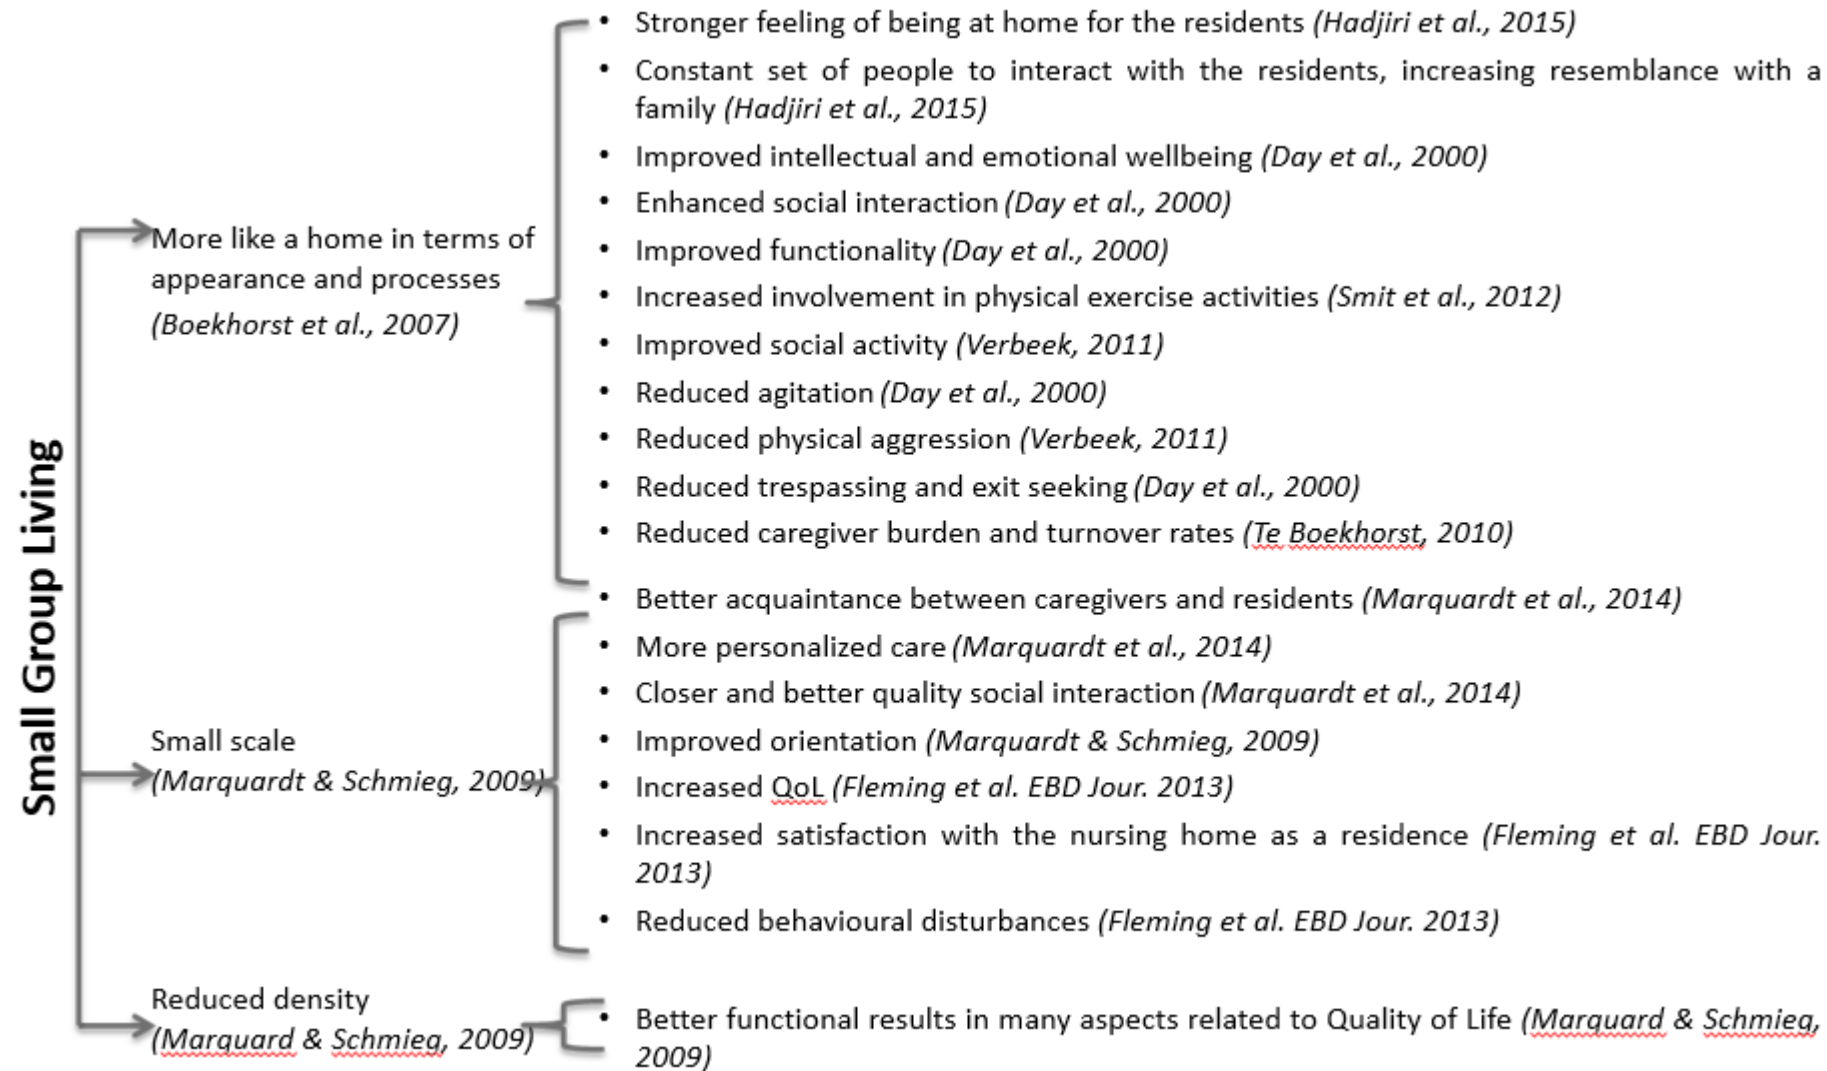 Small Group Living
More like a home in terms of
appearance and processes
(Boekhorst et al., 2007)
• Stronger feeling of being at home for the residents (Hadjiri et al., 2015)
• Constant set of people to interact with the residents, increasing resemblance with a
family (Hadjiri et al., 2015)
• Improved intellectual and emotional wellbeing (Day et al., 2000)
• Enhanced social interaction (Day et al., 2000)
• Improved functionality (Day et al., 2000)
• Increased involvement in physical exercise activities (Smit et al., 2012)
• Improved social activity (Verbeek, 2011)
• Reduced agitation (Day et al., 2000)
• Reduced physical aggression (Verbeek, 2011)
• Reduced trespassing and exit seeking (Day et al., 2000)
• Reduced caregiver burden and turnover rates (Te Boekhorst, 2010)
Small scale
(Marquardt & Schmieg, 2009)
• Better acquaintance between caregivers and residents (Marquardt et al., 2014)
• More personalized care (Marquardt et al., 2014)
• Closer and better quality social interaction (Marquardt et al., 2014)
• Improved orientation (Marquardt & Schmieg, 2009)
• Increased QoL (Fleming et al. EBD Jour. 2013)
• Increased satisfaction with the nursing home as a residence (Fleming et al. EBD Jour.
2013)
• Reduced behavioural disturbances (Fleming et al. EBD Jour. 2013)
Reduced density
(Marquard & Schmieg, 2009)
• Better functional results in many aspects related to Quality of Life (Marquard & Schmieg,
2009)